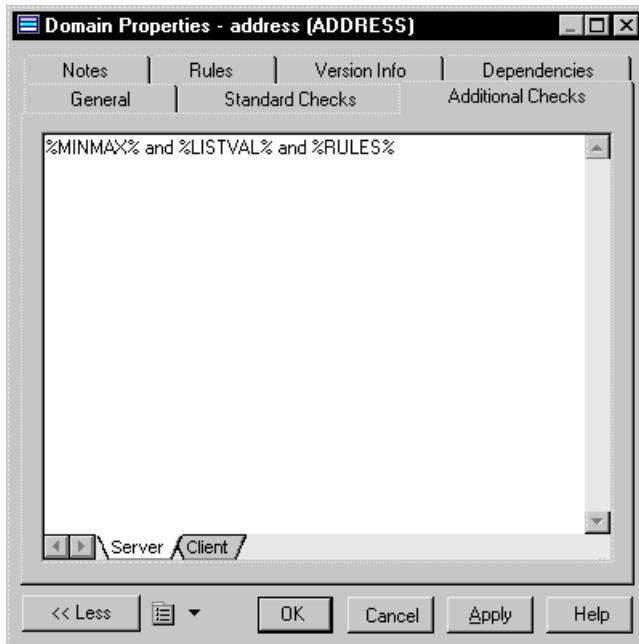 Domain Properties - address (ADDRESS)
Notes Rules Version Info Dependencies
General Standard Checks Additional Checks
%MINMAX% and %LISTVAL% and %RULES%
Server Client
<< Less OK Cancel Apply Help